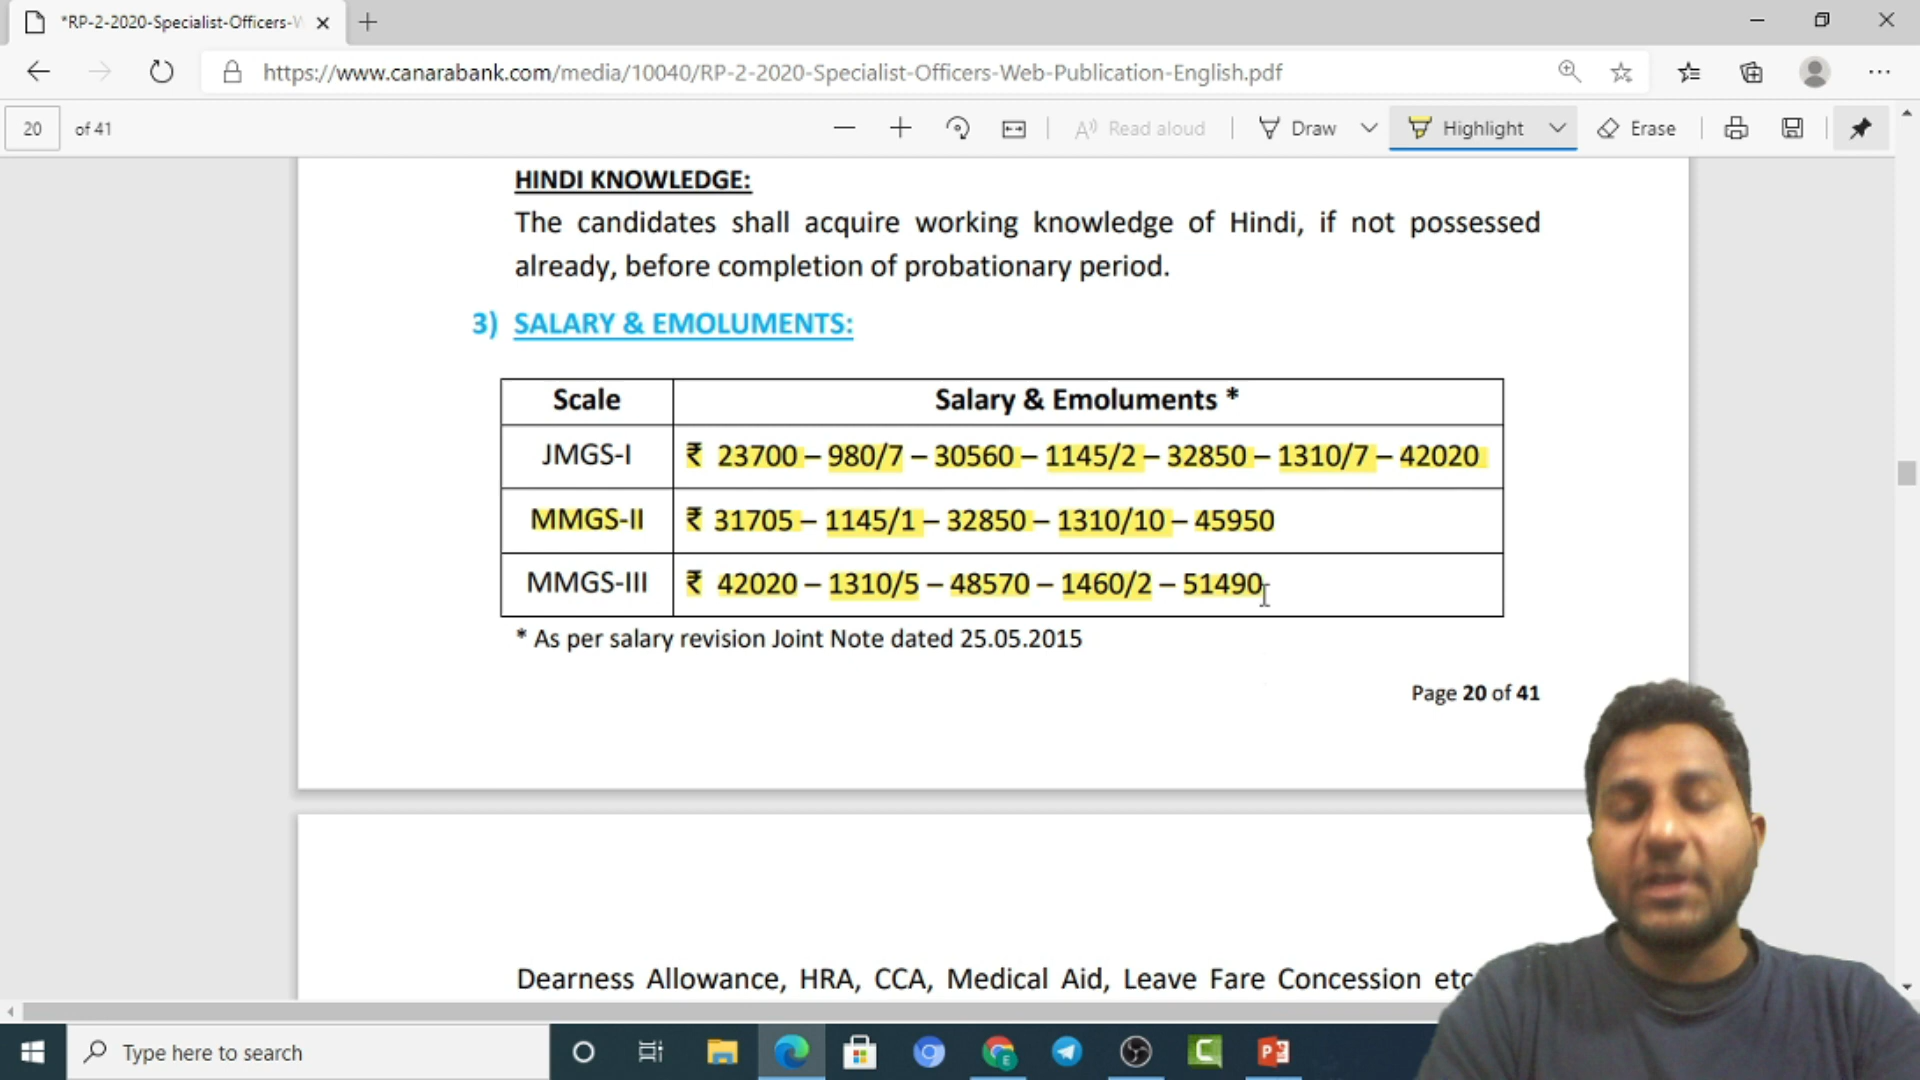 *RP-2-2020-Specialist-Officers-W
https://www.canarabank.com/media/10040/RP-2-2020-Specialist-Officers-Web-Publication-English.pdf
20 of 41 Read aloud Draw Highlight Erase
HINDI KNOWLEDGE:
The candidates shall acquire working knowledge of Hindi, if not possessed
already, before completion of probationary period.
3) SALARY & EMOLUMENTS:
Scale Salary & Emoluments *
JMGS-I ₹ 23700 – 980/7 – 30560 – 1145/2 – 32850 – 1310/7 – 42020
MMGS-II ₹ 31705 – 1145/1 – 32850 – 1310/10 – 45950
MMGS-III ₹ 42020 – 1310/5 – 48570 – 1460/2 – 51490
* As per salary revision Joint Note dated 25.05.2015
Page 20 of 41
Dearness Allowance, HRA, CCA, Medical Aid, Leave Fare Concession etc
Type here to search